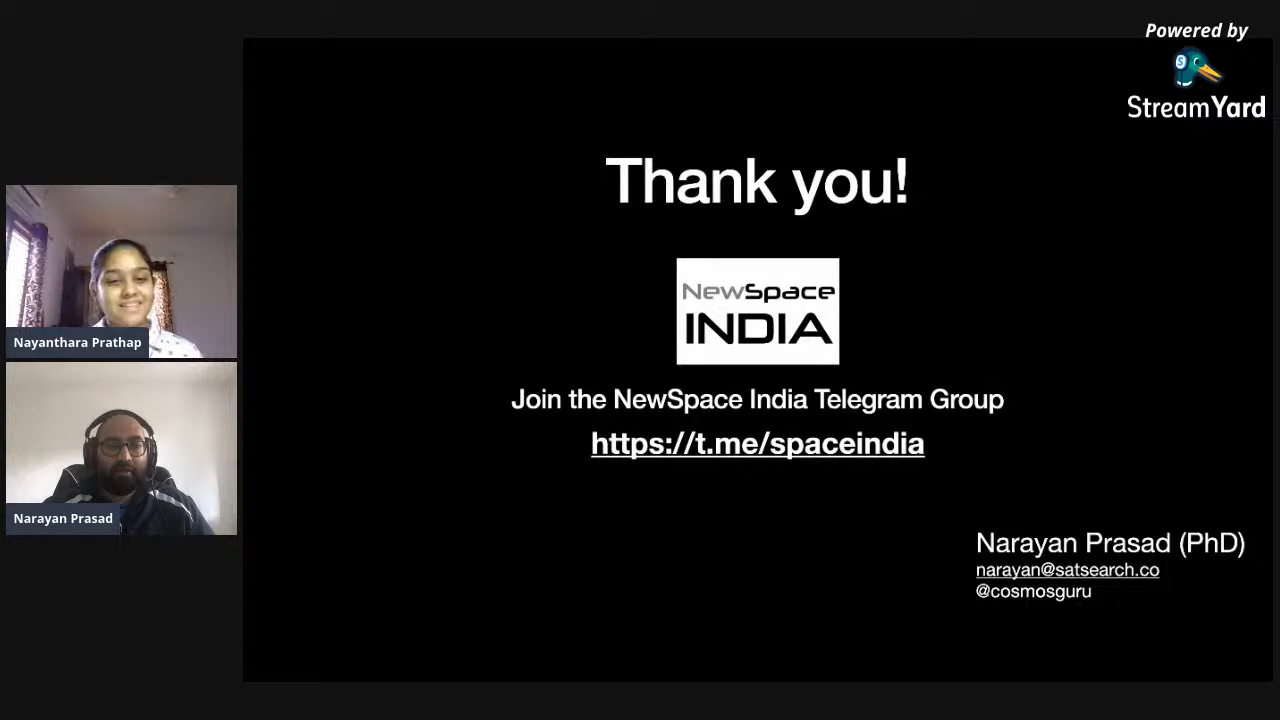 Powered by
StreamYard
Thank you!
NewSpace
INDIA
Join the NewSpace India Telegram Group
https://t.me/spaceindia
Nayanthara Prathap
Narayan Prasad
Narayan Prasad (PhD)
narayan@satsearch.co
@cosmosguru